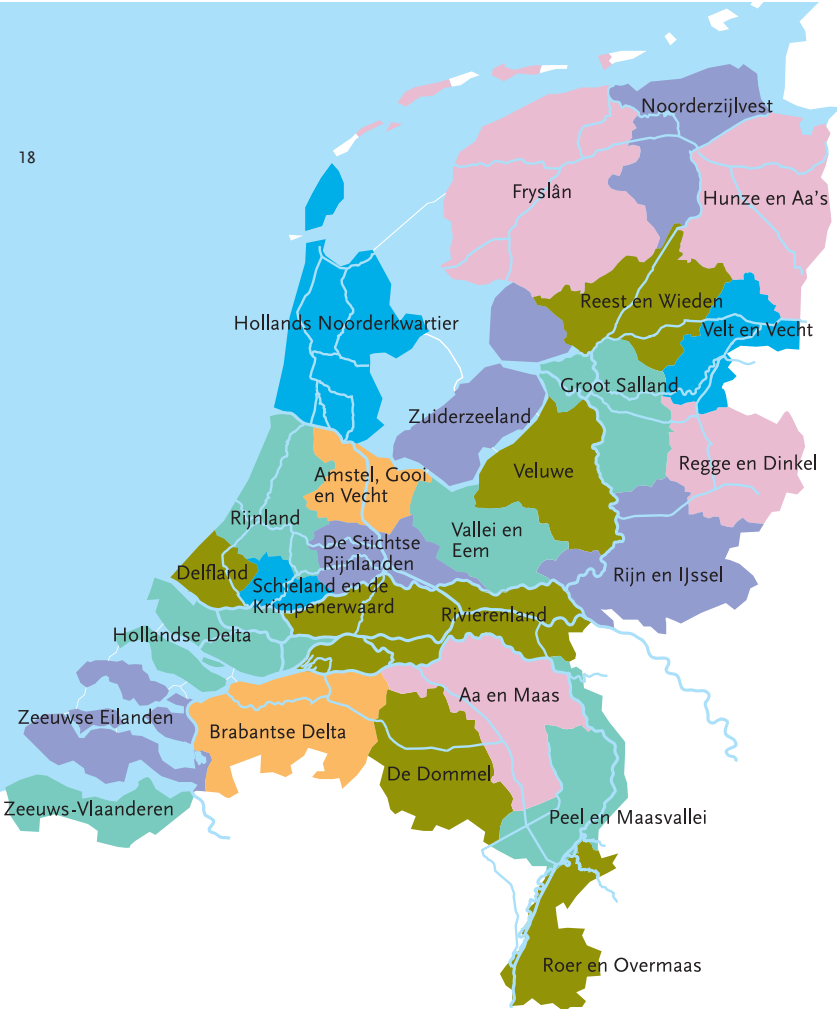 Noorderzijlvest
18
Fryslân
Hunze en Aa's
Reest en Wieden
Hollands Noorderkwartier
Velt en Vecht
Groot Salland
Zuiderzeeland
Regge en Dinkel
Veluwe
Amstel, Gooi
en Vecht
Rijnland
Vallei en
Eem
De Stichtse
Rijnlanden
Delfland
Rijn en IJssel
Schieland en de
Krimpenerwaard
Rivierenland
Hollandse Delta
Aa en Maas
Zeeuwse Eilanden
Brabantse Delta
De Dommel
Zeeuws-Vlaanderen
Peel en Maasvallei
Roer en Overmaas